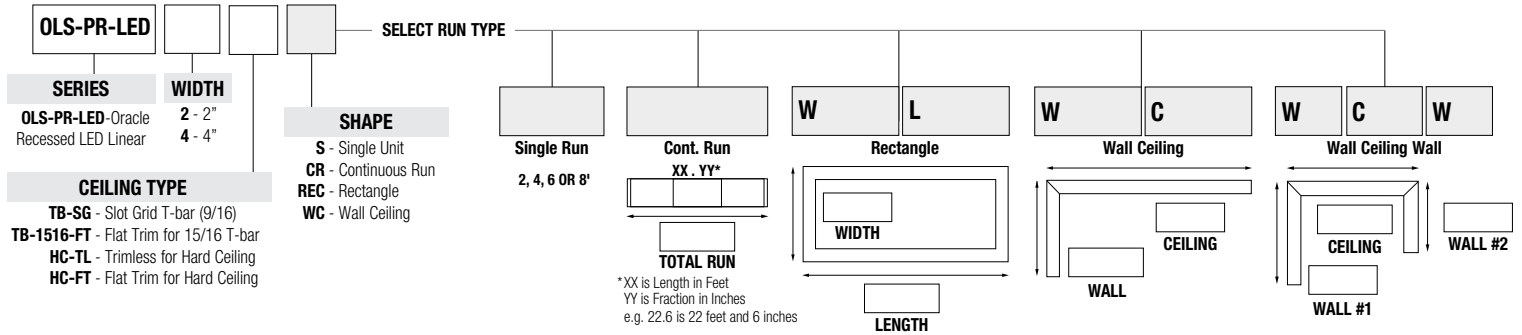 OLS-PR-LED
SELECT RUN TYPE
SERIES
OLS-PR-LED-Oracle
Recessed LED Linear
WIDTH
2 - 2"
4 - 4"
CEILING TYPE
TB-SG - Slot Grid T-bar (9/16)
TB-1516-FT - Flat Trim for 15/16 T-bar
HC-TL - Trimless for Hard Ceiling
HC-FT - Flat Trim for Hard Ceiling
SHAPE
S - Single Unit
CR - Continuous Run
REC - Rectangle
WC - Wall Ceiling
Single Run
2, 4, 6 OR 8'
Cont. Run
XX . YY*
TOTAL RUN
*XX is Length in Feet
YY is Fraction in Inches
e.g. 22.6 is 22 feet and 6 inches
W L
Rectangle
WIDTH
LENGTH
W C
Wall Ceiling
CEILING
WALL
W C W
Wall Ceiling Wall
CEILING
WALL #2
WALL #1